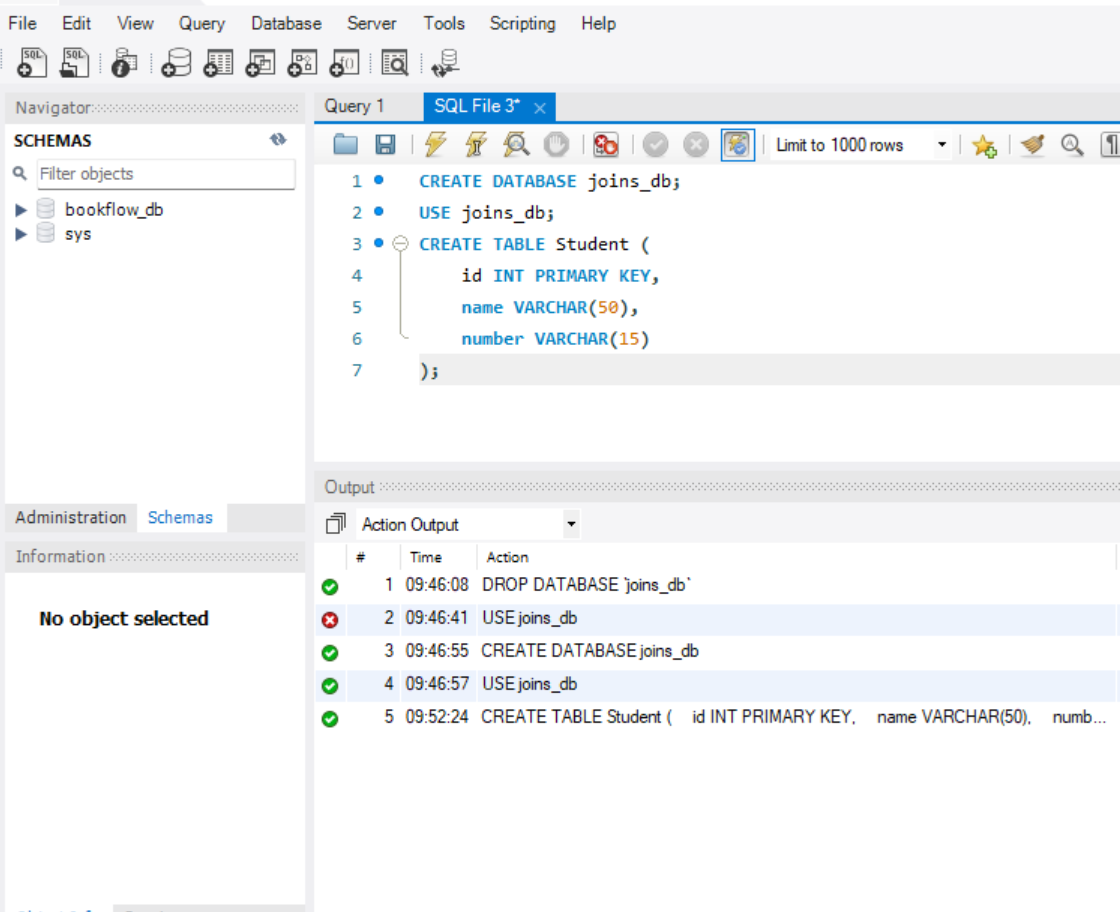 File Edit View Query Database Server Tools Scripting Help
SQL SQL f()
Navigator
SCHEMAS
Filter objects
bookflow_db
sys
Administration Schemas
Information
No object selected
Query 1 SQL File 3* ×
Limit to 1000 rows
1 CREATE DATABASE joins_db;
2 USE joins_db;
3 CREATE TABLE Student (
4 id INT PRIMARY KEY,
5 name VARCHAR(50),
6 number VARCHAR(15)
7 );
Output
Action Output
# Time Action
1 09:46:08 DROP DATABASE `joins_db`
2 09:46:41 USE joins_db
3 09:46:55 CREATE DATABASE joins_db
4 09:46:57 USE joins_db
5 09:52:24 CREATE TABLE Student ( id INT PRIMARY KEY, name VARCHAR(50), numb...